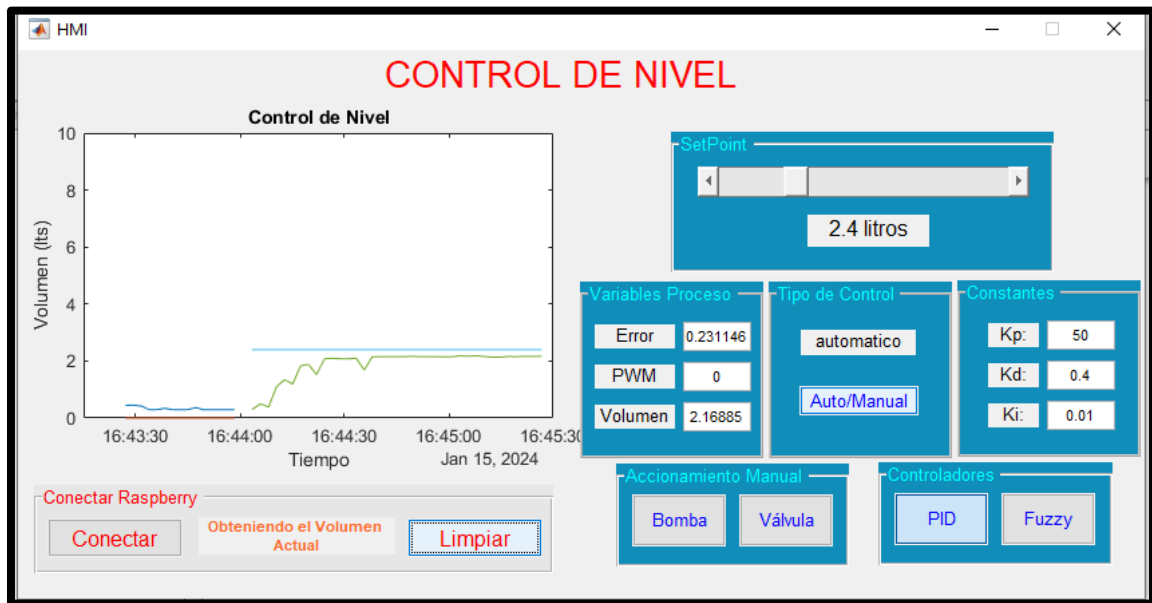 HMI
CONTROL DE NIVEL
Control de Nivel
10
8
6
4
2
0
Volumen (lts)
16:43:30 16:44:00 16:44:30 16:45:00 16:45:30
Tiempo
Jan 15, 2024
SetPoint
2.4 litros
Variables Proceso
Error 0.231146
PWM 0
Volumen 2.16885
Tipo de Control
automatico
Auto/Manual
Constantes
Kp: 50
Kd: 0.4
Ki: 0.01
Conectar Raspberry
Conectar
Obteniendo el Volumen
Actual
Limpiar
Accionamiento Manual
Bomba Válvula
Controladores
PID Fuzzy